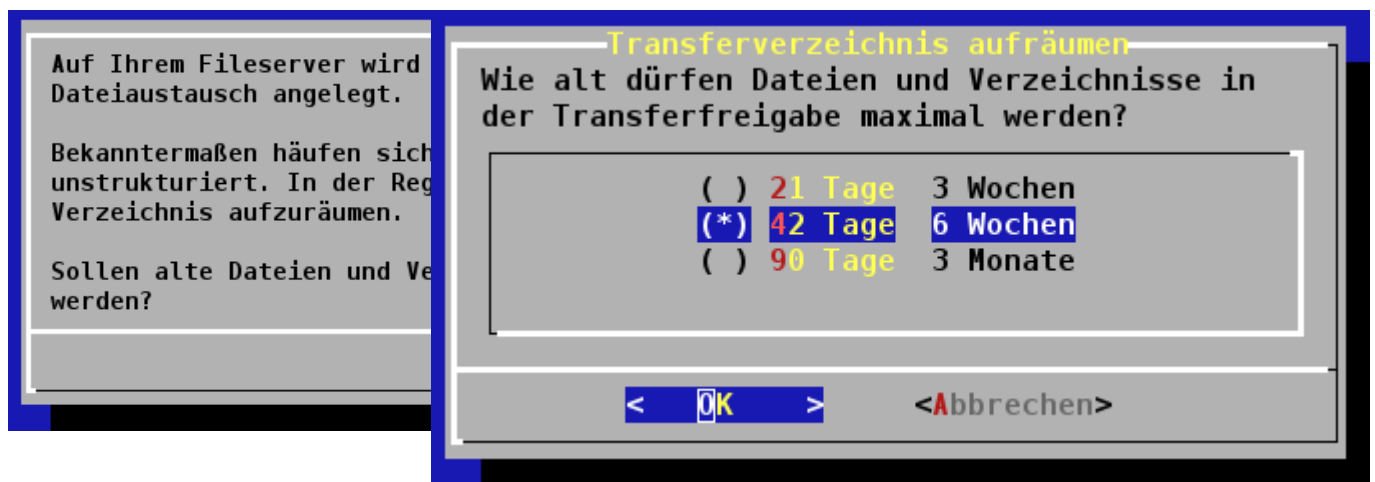 Auf Ihrem Fileserver wird
Dateiaustausch angelegt.
Bekanntermaßen häufen sich
unstrukturiert. In der Reg
Verzeichnis aufzuräumen.
Sollen alte Dateien und Ve
werden?
Transferverzeichnis aufräumen
Wie alt dürfen Dateien und Verzeichnisse in
der Transferfreigabe maximal werden?
( ) 21 Tage 3 Wochen
(*) 42 Tage 6 Wochen
( ) 90 Tage 3 Monate
< OK > <Abbrechen>